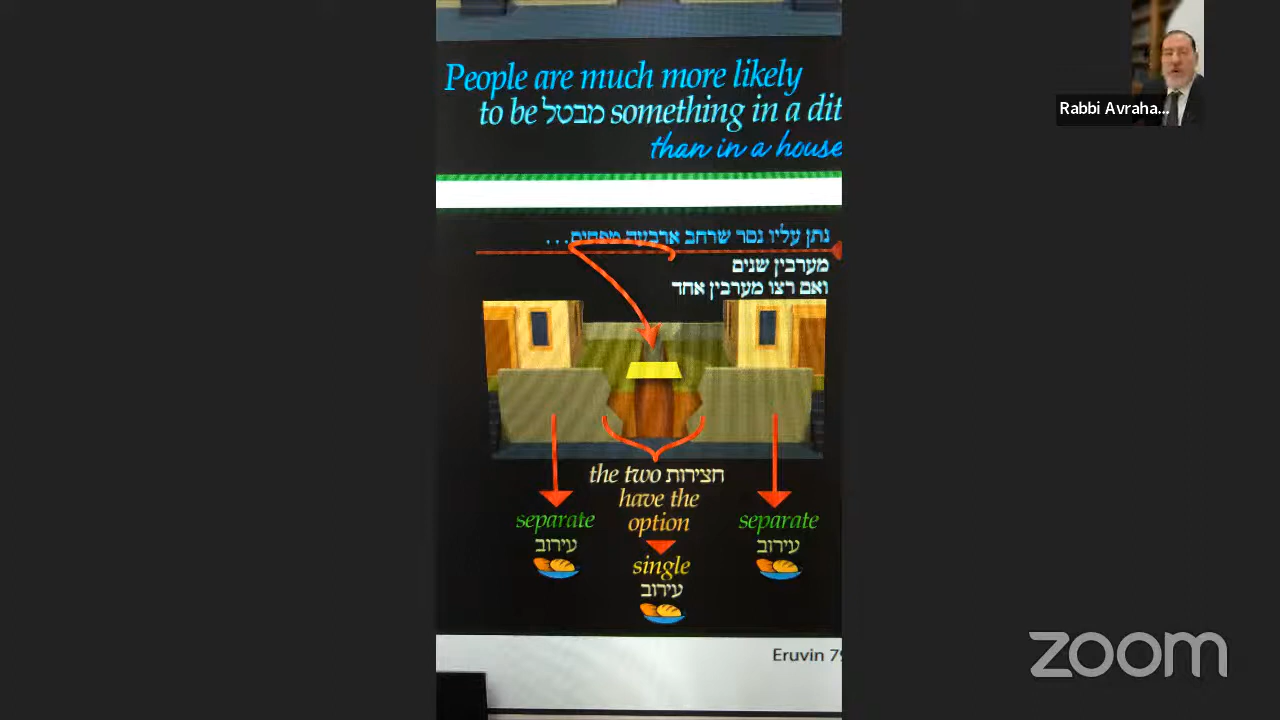 People are much more likely
to be מבטל something in a dit
than in a house
Rabbi Avraha...
נתן עליו נסר שרחב ארבעה טפחים...
מערבין שנים
ואם רצו מערבין אחד
the two חצירות
have the
option
separate
עירוב
single
עירוב
separate
עירוב
Eruvin 79
zoom